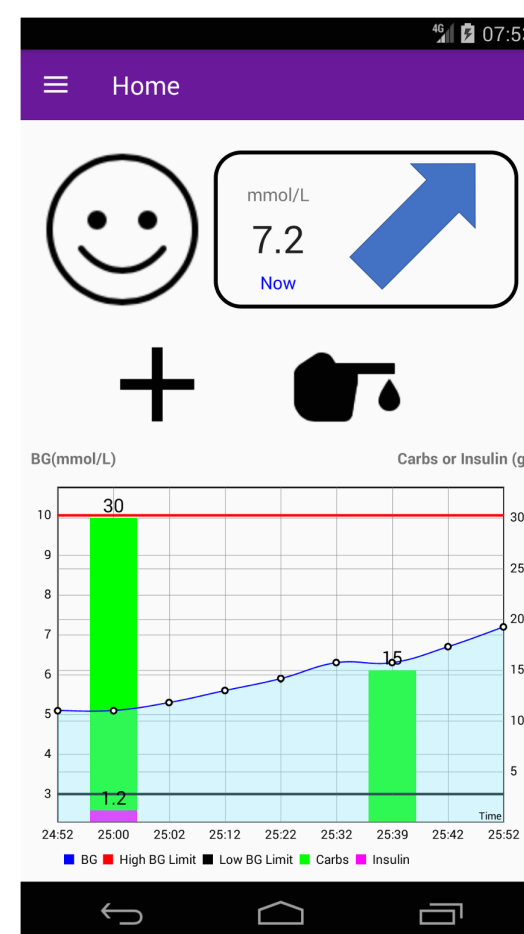 4G 07:53
Home
mmol/L
7.2
Now
BG(mmol/L) Carbs or Insulin (g
30
10 30
9
25
8
20
7
15
6 15
5 10
4
5
3
1.2
Time
24:52 25:00 25:02 25:12 25:22 25:32 25:39 25:42 25:52
BG High BG Limit Low BG Limit Carbs Insulin